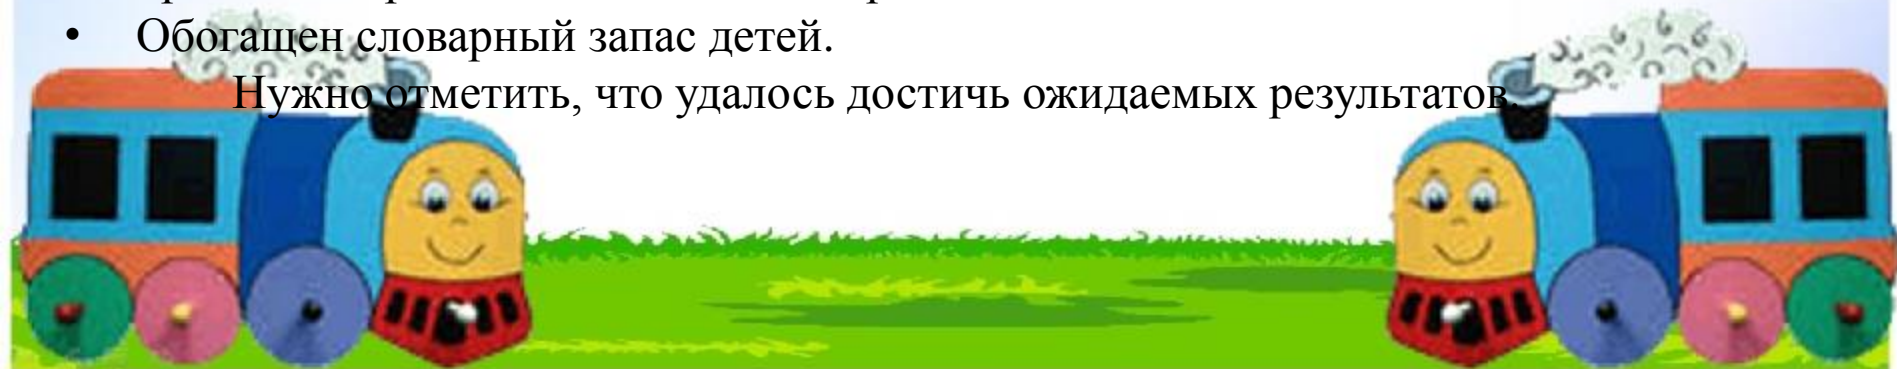 • Обогащен словарный запас детей.
Нужно отметить, что удалось достичь ожидаемых результатов.